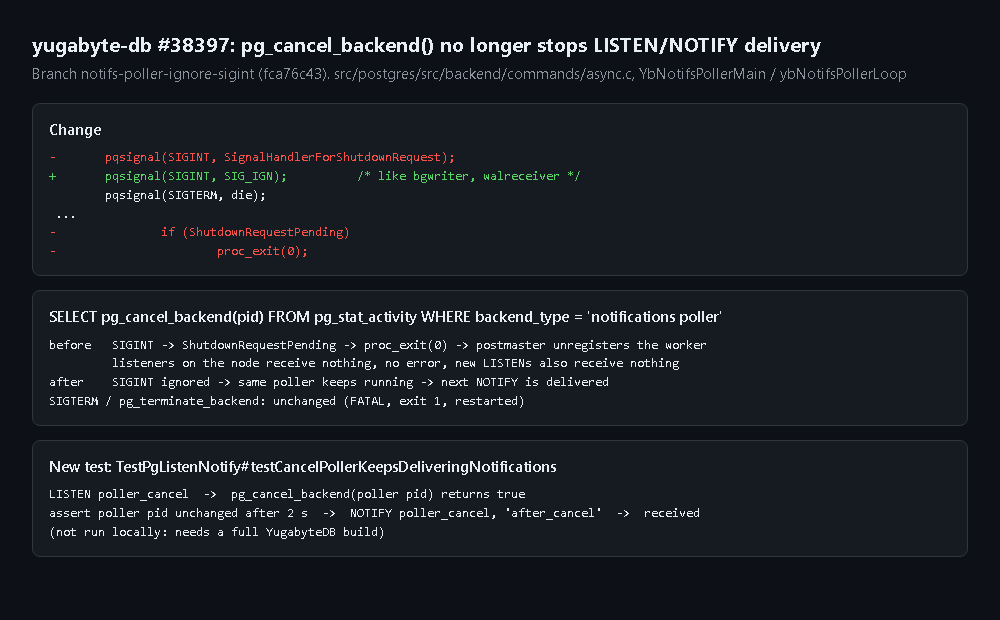 yugabyte-db #38397: pg_cancel_backend() no longer stops LISTEN/NOTIFY delivery
Branch notifs-poller-ignore-sigint (fca76c43). src/postgres/src/backend/commands/async.c, YbNotifsPollerMain / ybNotifsPollerLoop
Change
- pqsignal(SIGINT, SignalHandlerForShutdownRequest);
+ pqsignal(SIGINT, SIG_IGN); /* like bgwriter, walreceiver */
pqsignal(SIGTERM, die);
...
- if (ShutdownRequestPending)
- proc_exit(0);
SELECT pg_cancel_backend(pid) FROM pg_stat_activity WHERE backend_type = 'notifications poller'
before SIGINT -> ShutdownRequestPending -> proc_exit(0) -> postmaster unregisters the worker
listeners on the node receive nothing, no error, new LISTENs also receive nothing
after SIGINT ignored -> same poller keeps running -> next NOTIFY is delivered
SIGTERM / pg_terminate_backend: unchanged (FATAL, exit 1, restarted)
New test: TestPgListenNotify#testCancelPollerKeepsDeliveringNotifications
LISTEN poller_cancel -> pg_cancel_backend(poller pid) returns true
assert poller pid unchanged after 2 s -> NOTIFY poller_cancel, 'after_cancel' -> received
(not run locally: needs a full YugabyteDB build)